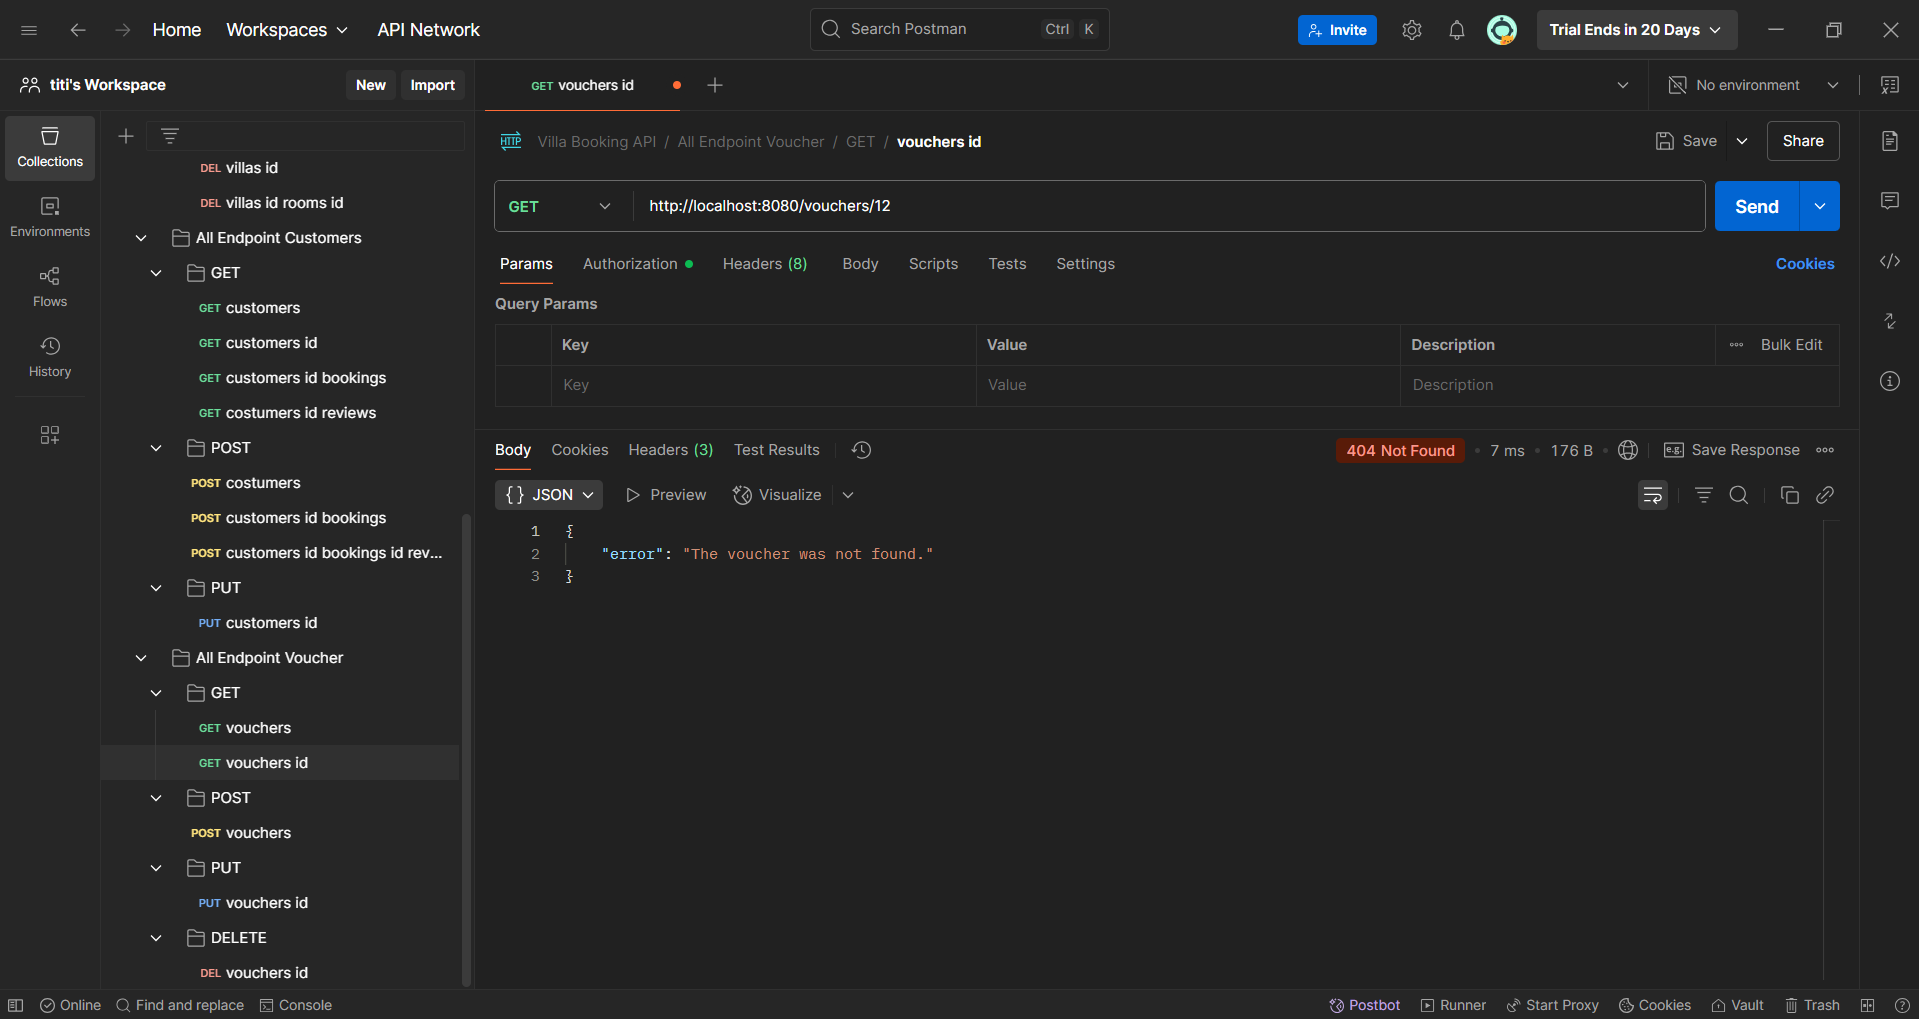 Home Workspaces API Network Search Postman Ctrl K Invite Trial Ends in 20 Days
titi's Workspace New Import GET vouchers id No environment
Collections
Environments
Flows
History
DEL villas id
DEL villas id rooms id
All Endpoint Customers
GET
GET customers
GET customers id
GET customers id bookings
GET costumers id reviews
POST
POST costumers
POST customers id bookings
POST customers id bookings id rev...
PUT
PUT customers id
All Endpoint Voucher
GET
GET vouchers
GET vouchers id
POST
POST vouchers
PUT
PUT vouchers id
DELETE
DEL vouchers id
HTTP Villa Booking API / All Endpoint Voucher / GET / vouchers id Save Share
GET http://localhost:8080/vouchers/12 Send
Params Authorization Headers (8) Body Scripts Tests Settings Cookies
Query Params
Key Value Description Bulk Edit
Key Value Description
Body Cookies Headers (3) Test Results 404 Not Found 7 ms 176 B e.g. Save Response
{} JSON Preview Visualize
1 {
2 "error": "The voucher was not found."
3 }
Online Find and replace Console Postbot Runner Start Proxy Cookies Vault Trash